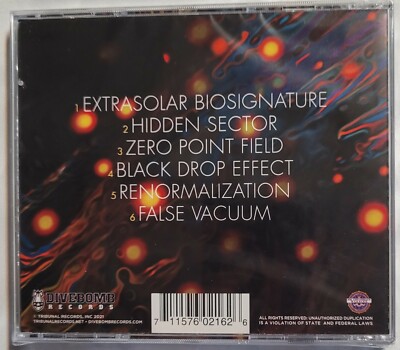 1 EXTRASOLAR BIOSIGNATURE
2 HIDDEN SECTOR
3 ZERO POINT FIELD
4 BLACK DROP EFFECT
5 RENORMALIZATION
6 FALSE VACUUM
DIVEBOMB
RECORDS
© TRIBUNAL RECORDS, INC 2021
TRIBUNALRECORDS.NET • DIVEBOMBRECORDS.COM
7 11576 02162 6
ALL RIGHTS RESERVED: UNAUTHORIZED DUPLICATION
IS A VIOLATION OF STATE AND FEDERAL LAWS